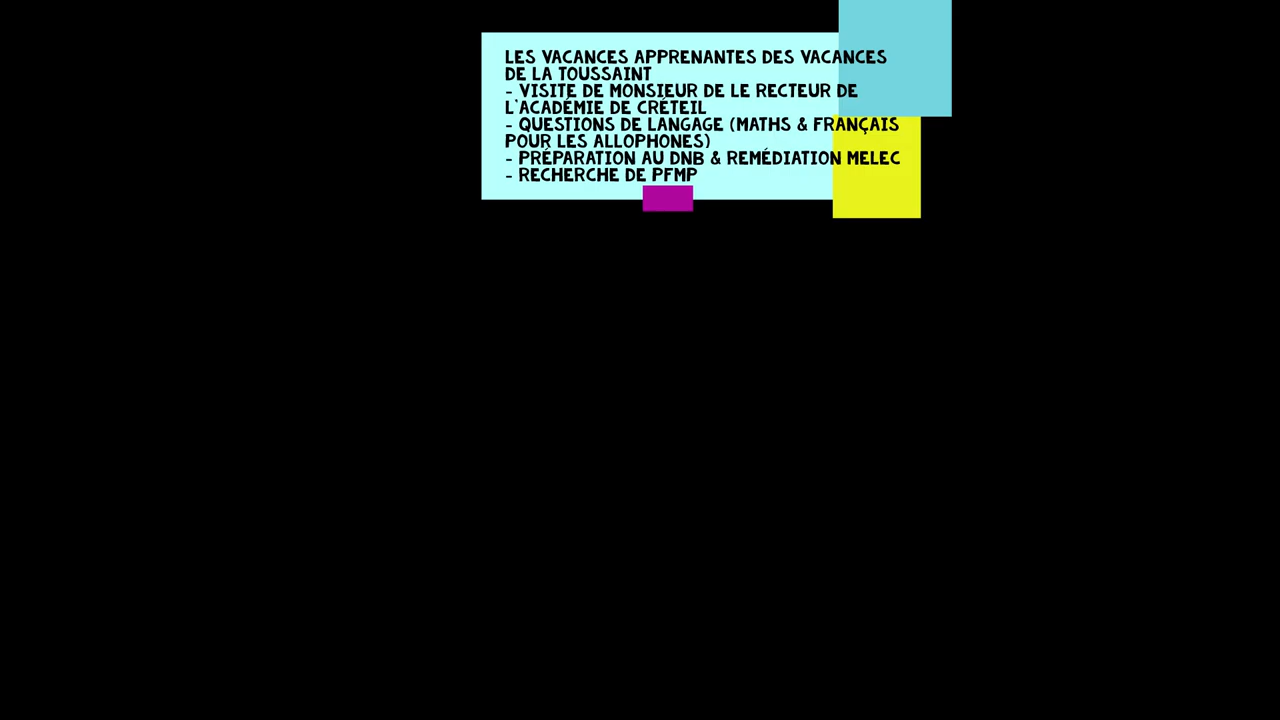 LES VACANCES APPRENANTES DES VACANCES
DE LA TOUSSAINT
- VISITE DE MONSIEUR DE LE RECTEUR DE
L'ACADÉMIE DE CRÉTEIL
- QUESTIONS DE LANGAGE (MATHS & FRANÇAIS
POUR LES ALLOPHONES)
- PRÉPARATION AU DNB & REMÉDIATION MELEC
- RECHERCHE DE PFMP